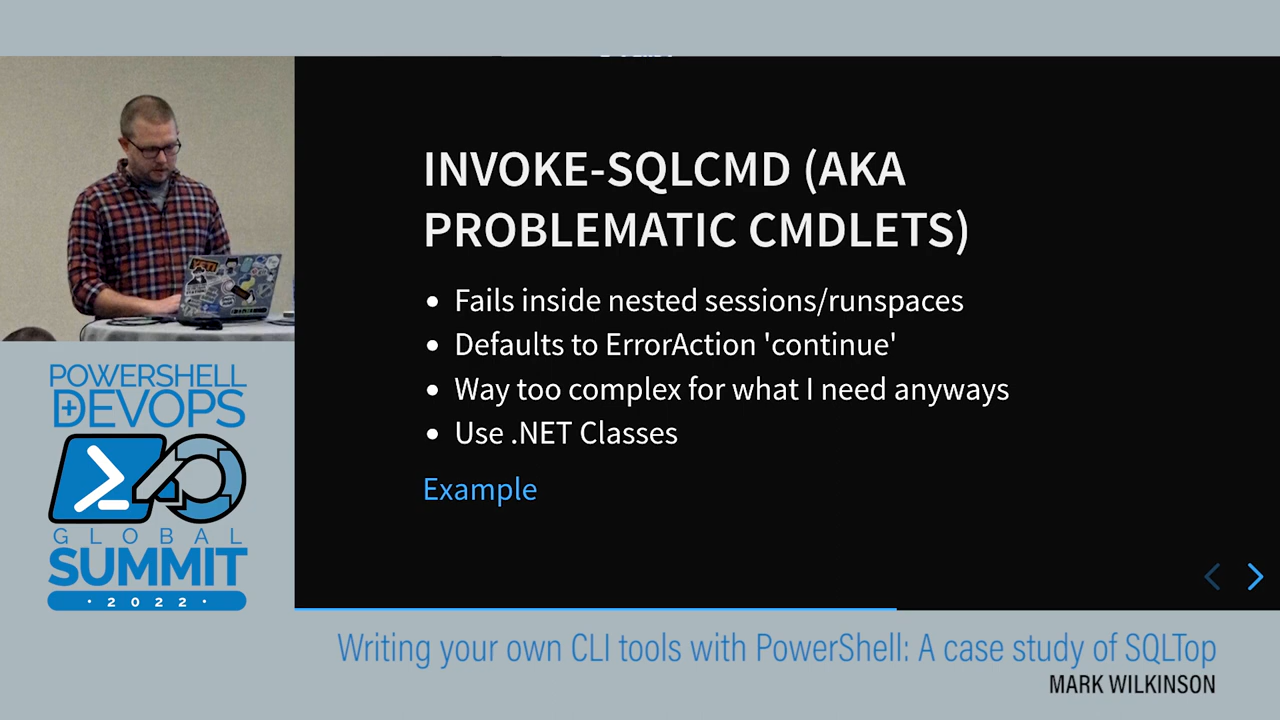 INVOKE-SQLCMD (AKA
PROBLEMATIC CMDLETS)
• Fails inside nested sessions/runspaces
• Defaults to ErrorAction 'continue'
• Way too complex for what I need anyways
• Use .NET Classes
Example
POWERSHELL
+ DEVOPS
GLOBAL
SUMMIT
· 2022 ·
Writing your own CLI tools with PowerShell: A case study of SQLTop
MARK WILKINSON